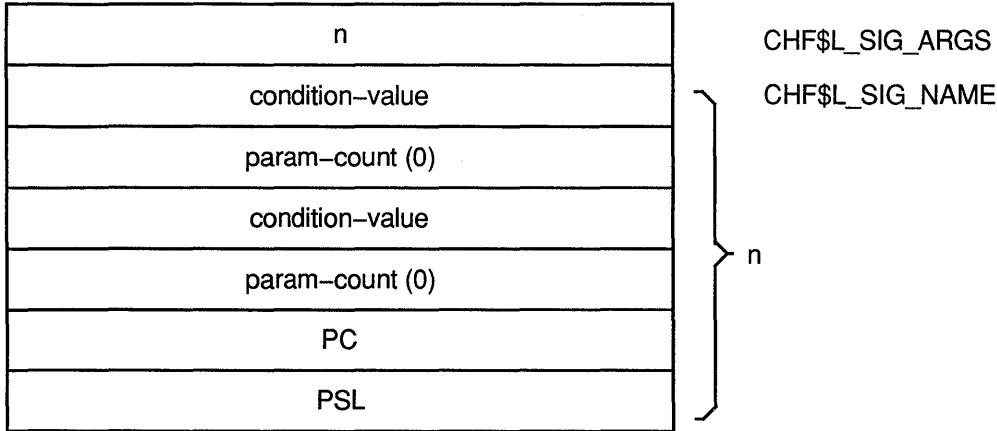 n CHF$L_SIG_ARGS
condition–value CHF$L_SIG_NAME
param–count (0)
condition–value
param–count (0)
n
PC
PSL